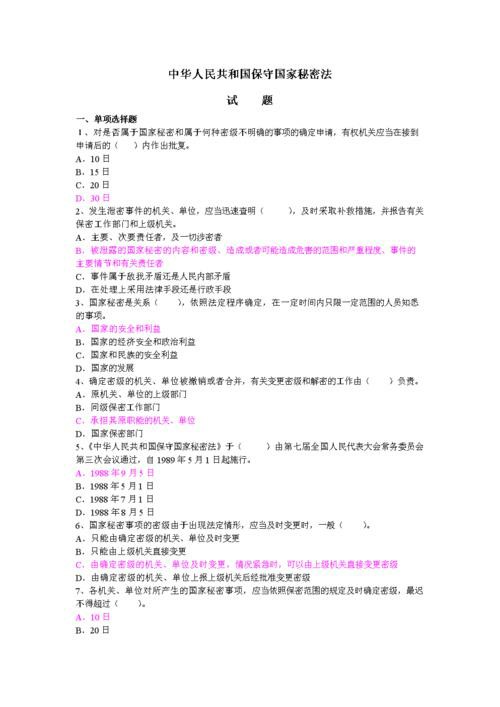 中华人民共和国保守国家秘密法
试 题
一、单项选择题
1、对是否属于国家秘密和属于何种密级不明确的事项的确定申请，有权机关应当在接到
申请后的（ ）内作出批复。
A．10 日
B．15 日
C．20 日
D．30 日
2、发生泄密事件的机关、单位，应当迅速查明（ ），及时采取补救措施，并报告有关
保密工作部门和上级机关。
A．主要、次要责任者，及一切涉密者
B．被泄露的国家秘密的内容和密级、造成或者可能造成危害的范围和严重程度、事件的
主要情节和有关责任者
C．事件属于敌我矛盾还是人民内部矛盾
D．在处理上采用法律手段还是行政手段
3、国家秘密是关系（ ），依照法定程序确定，在一定时间内只限一定范围的人员知悉
的事项。
A．国家的安全和利益
B．国家的经济安全和政治利益
C．国家和民族的安全利益
D．国家的发展
4、确定密级的机关、单位被撤销或者合并，有关变更密级和解密的工作由（ ）负责。
A．原机关、单位的上级部门
B．同级保密工作部门
C．承担其原职能的机关、单位
D．国家保密部门
5、《中华人民共和国保守国家秘密法》于（ ）由第七届全国人民代表大会常务委员会
第三次会议通过，自 1989 年 5 月 1 日起施行。
A．1988 年 9 月 5 日
B．1988 年 5 月 1 日
C．1988 年 7 月 1 日
D．1988 年 8 月 5 日
6、国家秘密事项的密级由于出现法定情形，应当及时变更时，一般（ ）。
A．只能由确定密级的机关、单位及时变更
B．只能由上级机关直接变更
C．由确定密级的机关、单位及时变更，情况紧急时，可以由上级机关直接变更密级
D．由确定密级的机关、单位上报上级机关后经批准变更密级
7、各机关、单位对所产生的国家秘密事项，应当依照保密范围的规定及时确定密级，最迟
不得超过（ ）。
A．10 日
B．20 日